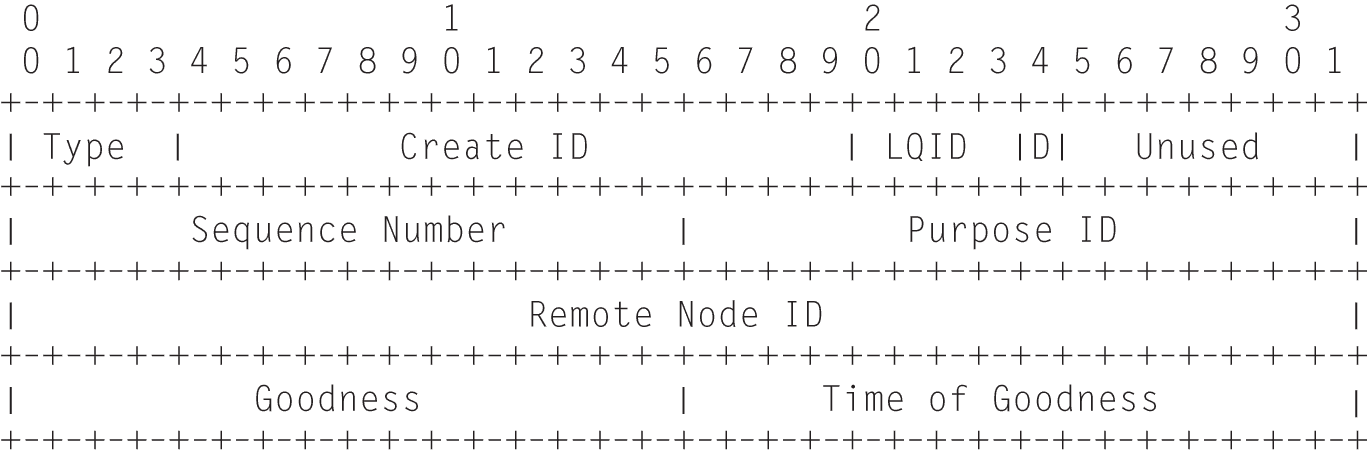 0                   1                   2                   3
 0 1 2 3 4 5 6 7 8 9 0 1 2 3 4 5 6 7 8 9 0 1 2 3 4 5 6 7 8 9 0 1
+-+-+-+-+-+-+-+-+-+-+-+-+-+-+-+-+-+-+-+-+-+-+-+-+-+-+-+-+-+-+-+-+
| Type  |          Create ID            | LQID  |D|   Unused    |
+-+-+-+-+-+-+-+-+-+-+-+-+-+-+-+-+-+-+-+-+-+-+-+-+-+-+-+-+-+-+-+-+
|        Sequence Number        |          Purpose ID           |
+-+-+-+-+-+-+-+-+-+-+-+-+-+-+-+-+-+-+-+-+-+-+-+-+-+-+-+-+-+-+-+-+
|                        Remote Node ID                         |
+-+-+-+-+-+-+-+-+-+-+-+-+-+-+-+-+-+-+-+-+-+-+-+-+-+-+-+-+-+-+-+-+
|           Goodness            |      Time of Goodness         |
+-+-+-+-+-+-+-+-+-+-+-+-+-+-+-+-+-+-+-+-+-+-+-+-+-+-+-+-+-+-+-+-+